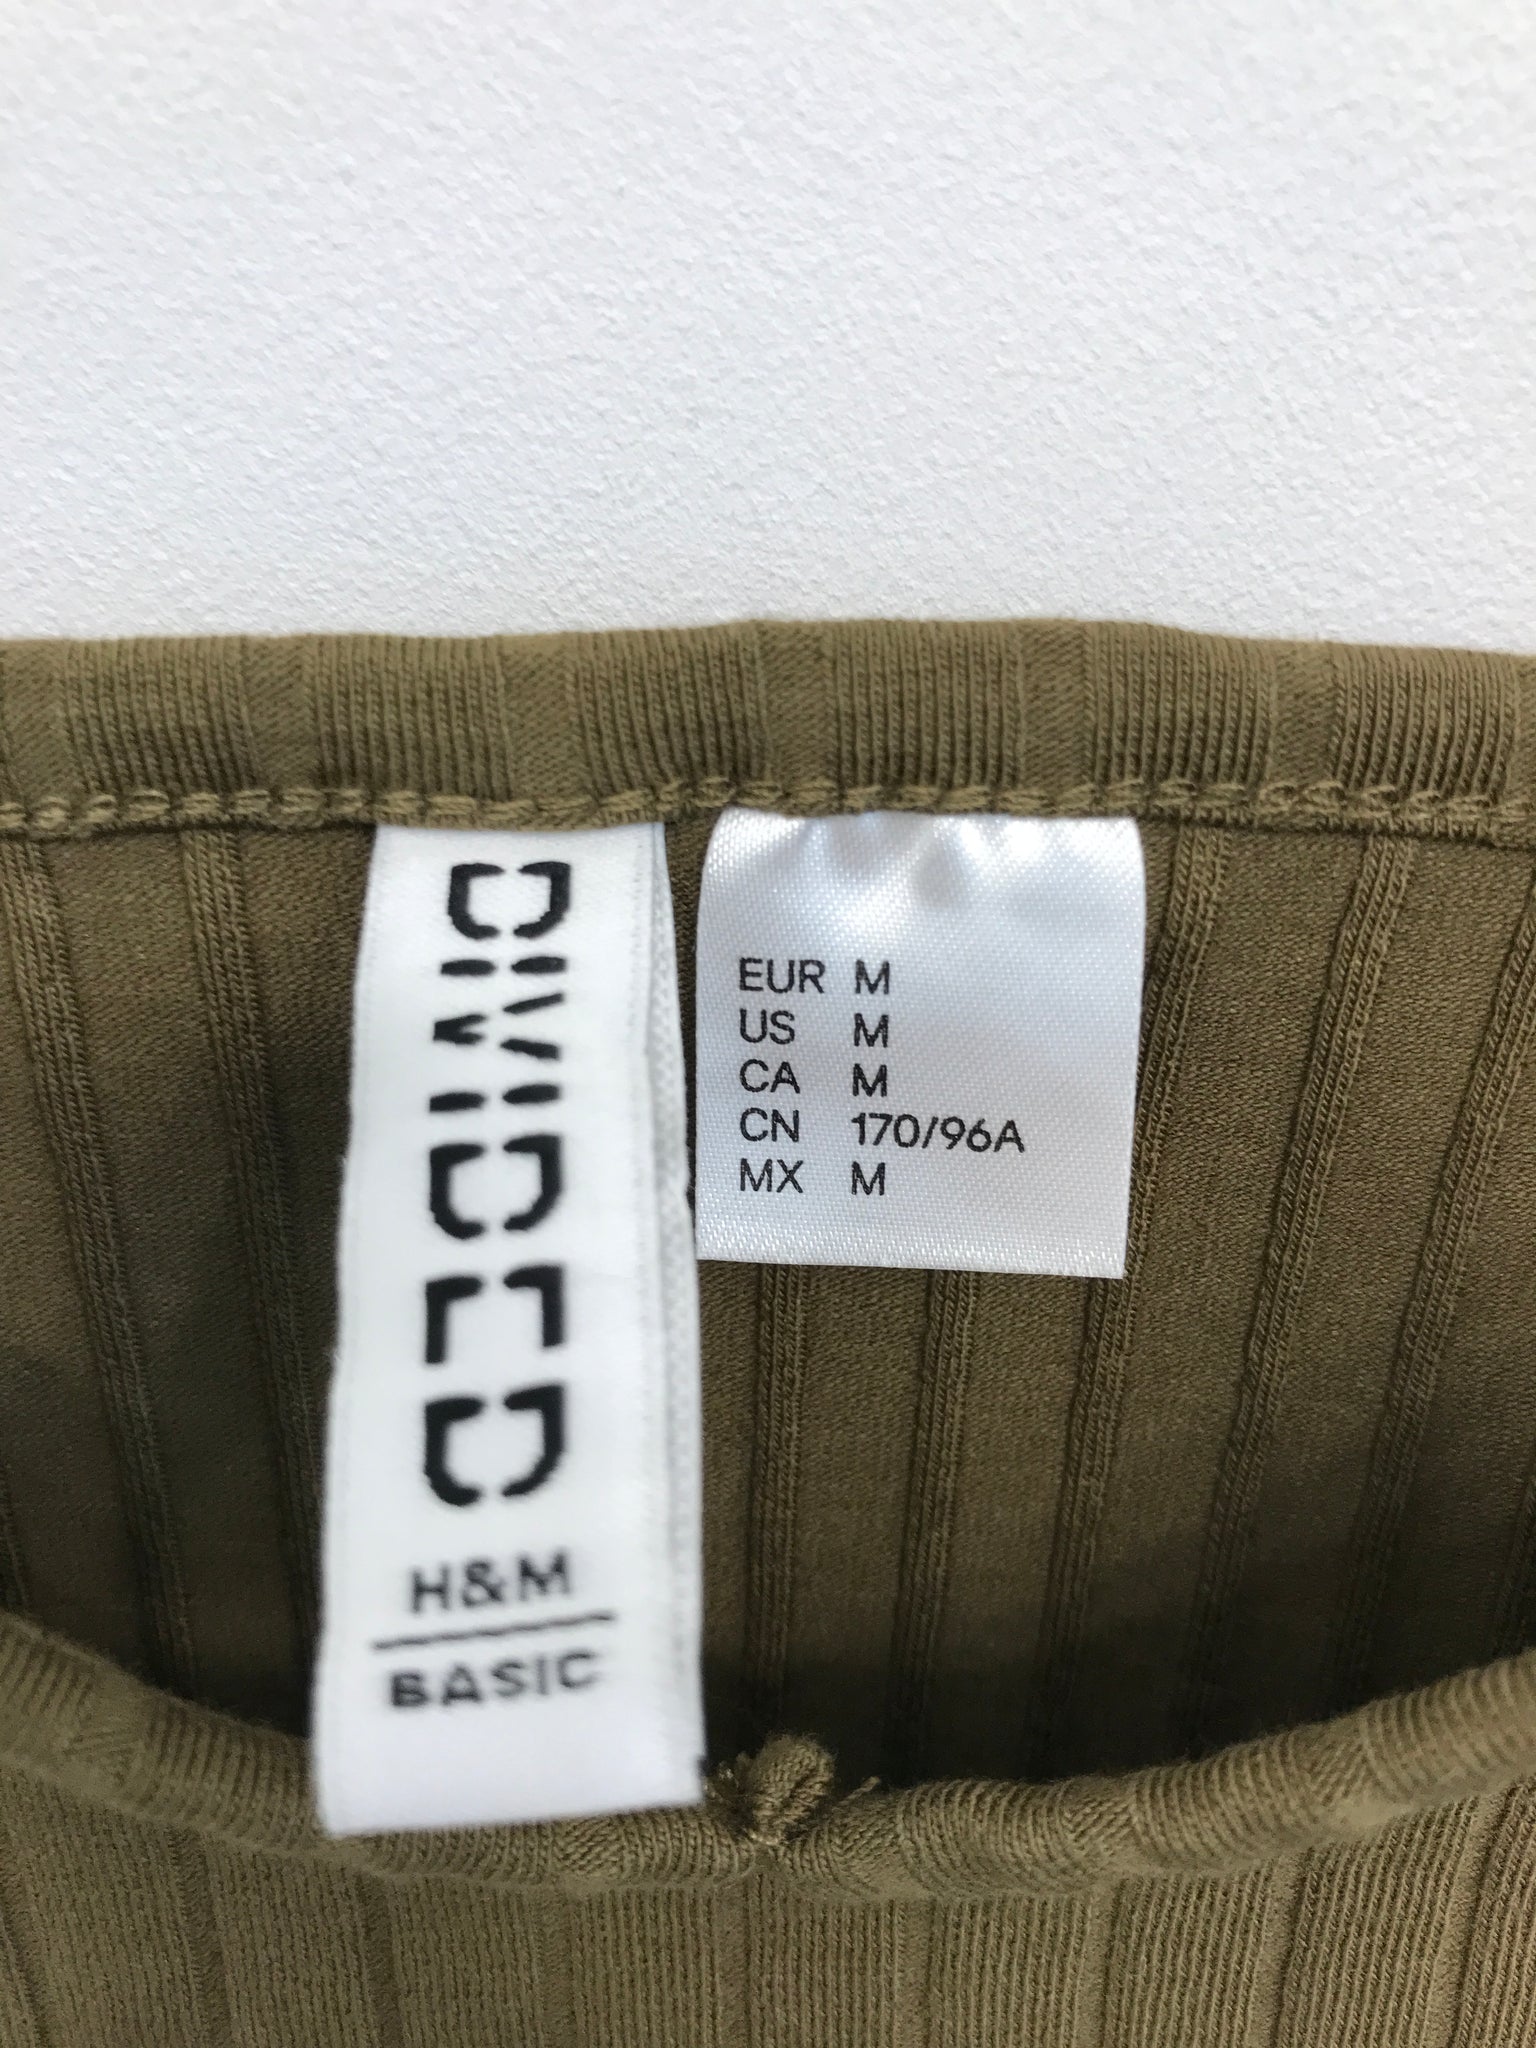 DIVIDED
H&M
BASIC
EUR M
US M
CA M
CN 170/96A
MX M